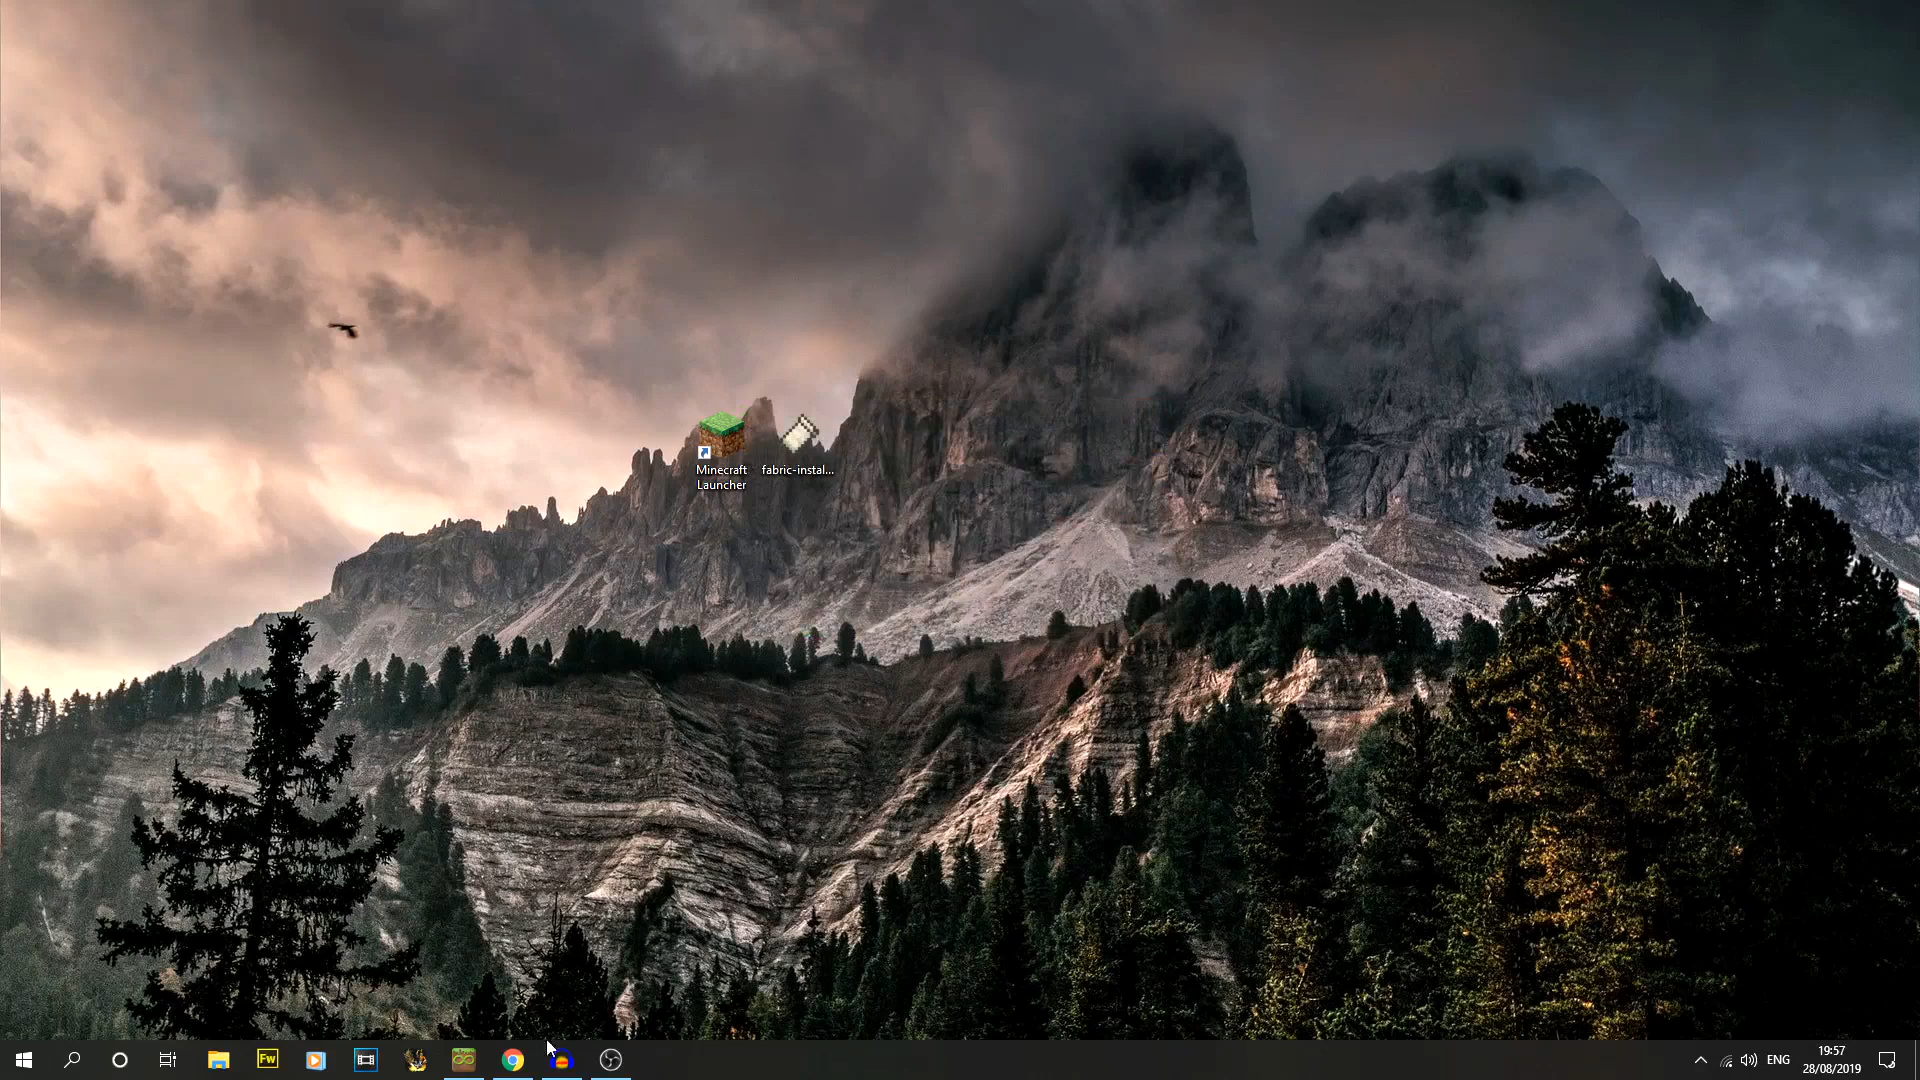 Minecraft
Launcher
fabric-instal...
Fw
ENG
19:57
28/08/2019